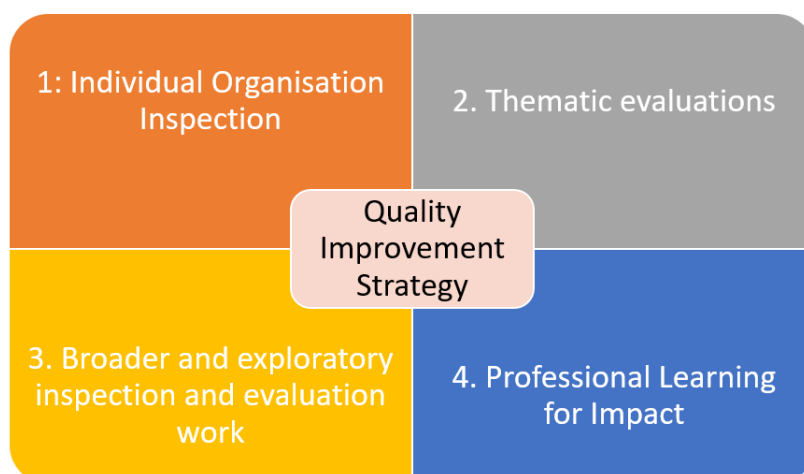 1: Individual Organisation
Inspection
2. Thematic evaluations
Quality
Improvement
Strategy
3. Broader and exploratory
inspection and evaluation
work
4. Professional Learning
for Impact